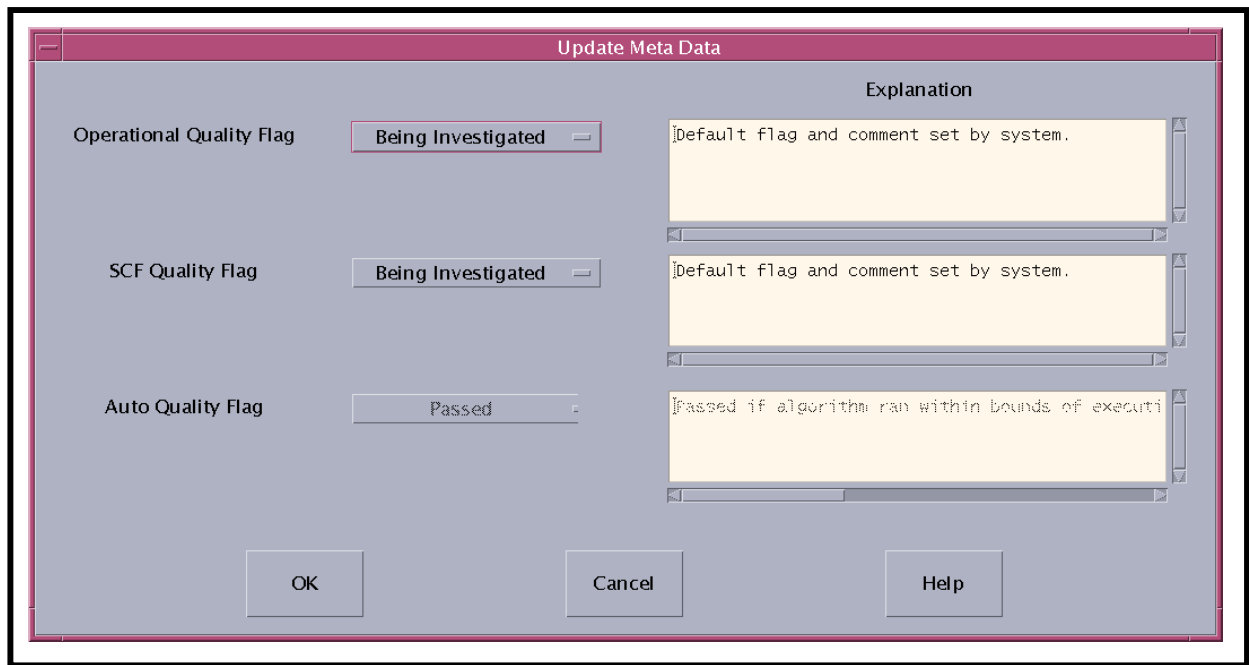 Update Meta Data
Explanation
Operational Quality Flag
Being Investigated
Default flag and comment set by system.
SCF Quality Flag
Being Investigated
Default flag and comment set by system.
Auto Quality Flag
Passed
Passed if algorithm ran within bounds of executi
OK
Cancel
Help